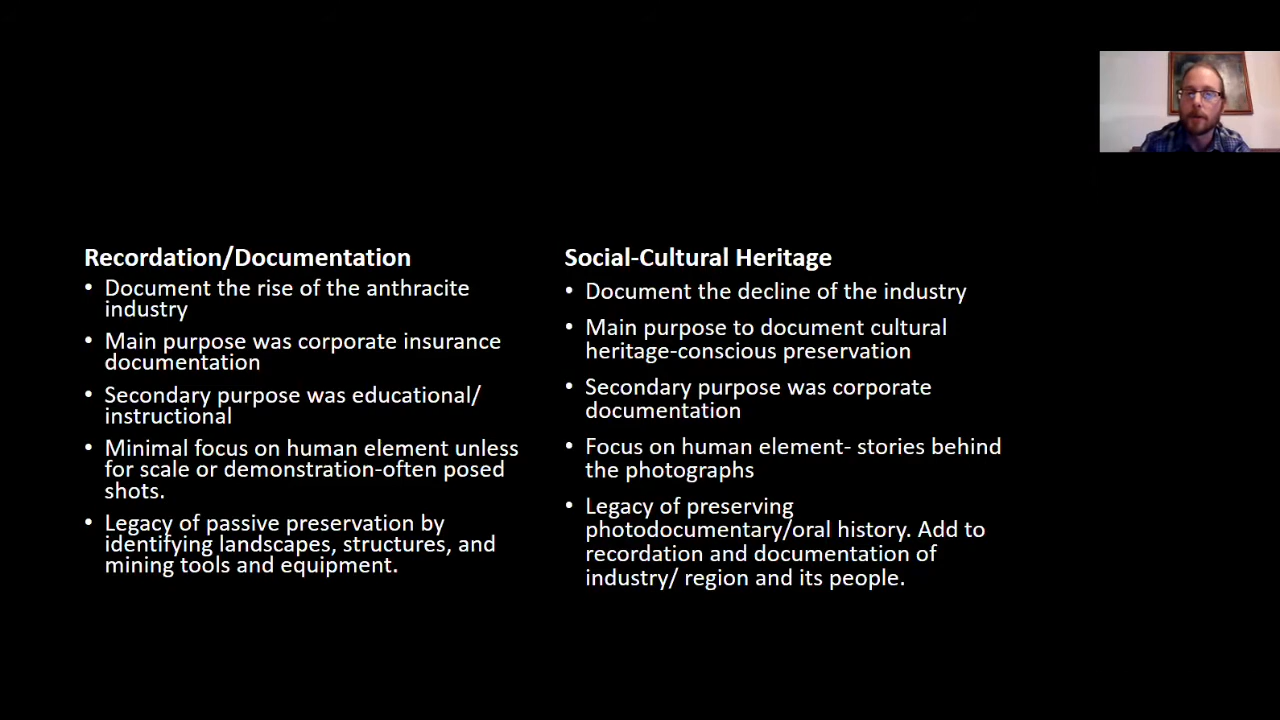 Recordation/Documentation
• Document the rise of the anthracite
industry
• Main purpose was corporate insurance
documentation
• Secondary purpose was educational/
instructional
• Minimal focus on human element unless
for scale or demonstration-often posed
shots.
• Legacy of passive preservation by
identifying landscapes, structures, and
mining tools and equipment.
Social-Cultural Heritage
• Document the decline of the industry
• Main purpose to document cultural
heritage-conscious preservation
• Secondary purpose was corporate
documentation
• Focus on human element- stories behind
the photographs
• Legacy of preserving
photodocumentary/oral history. Add to
recordation and documentation of
industry/ region and its people.